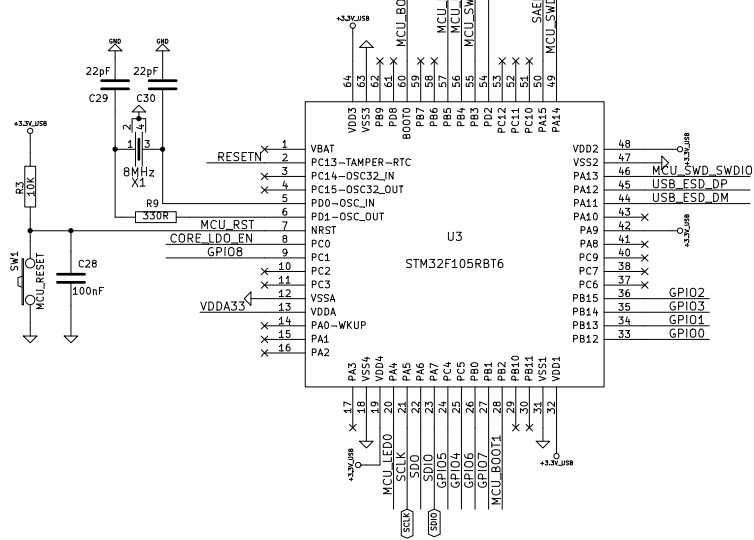 +3.3V_USB
MCU_BO
MCU_
MCU_
MCU_SW
SAE
MCU_SWD
GND
GND
22pF
22pF
C29
C30
64
63
62
61
60
59
58
57
56
55
54
53
52
51
50
49
VDD3
VSS3
PB9
PB8
BOOT0
PB7
PB6
PB5
PB4
PB3
PD2
PC12
PC11
PC10
PA15
PA14
+3.3V_USB
2
4
1
3
8MHz
X1
R3
10K
R9
330R
SW1
MCU_RESET
C28
100nF
RESETN
MCU_RST
CORE_LDO_EN
GPIO8
VDDA33
1 VBAT
2 PC13-TAMPER-RTC
3 PC14-OSC32_IN
4 PC15-OSC32_OUT
5 PD0-OSC_IN
6 PD1-OSC_OUT
7 NRST
8 PC0
9 PC1
10 PC2
11 PC3
12 VSSA
13 VDDA
14 PA0-WKUP
15 PA1
16 PA2
U3
STM32F105RBT6
VDD2 48
+3.3V_USB
VSS2 47
PA13 46 MCU_SWD_SWDIO
PA12 45 USB_ESD_DP
PA11 44 USB_ESD_DM
PA10 43
PA9 42
+3.3V_USB
PA8 41
PC9 40
PC7 38
PC6 37
PB15 36 GPIO2
PB14 35 GPIO3
PB13 34 GPIO1
PB12 33 GPIO0
PA3
VSS4
VDD4
PA4
PA5
PA6
PA7
PC4
PC5
PB0
PB1
PB2
PB10
PB11
VSS1
VDD1
17
18
19
20
21
22
23
24
25
26
27
28
29
30
31
32
+3.3V_USB
MCU_LED0
SCLK
SDO
SDIO
GPIO5
GPIO4
GPIO6
GPIO7
MCU_BOOT1
+3.3V_USB
SCLK
SDIO